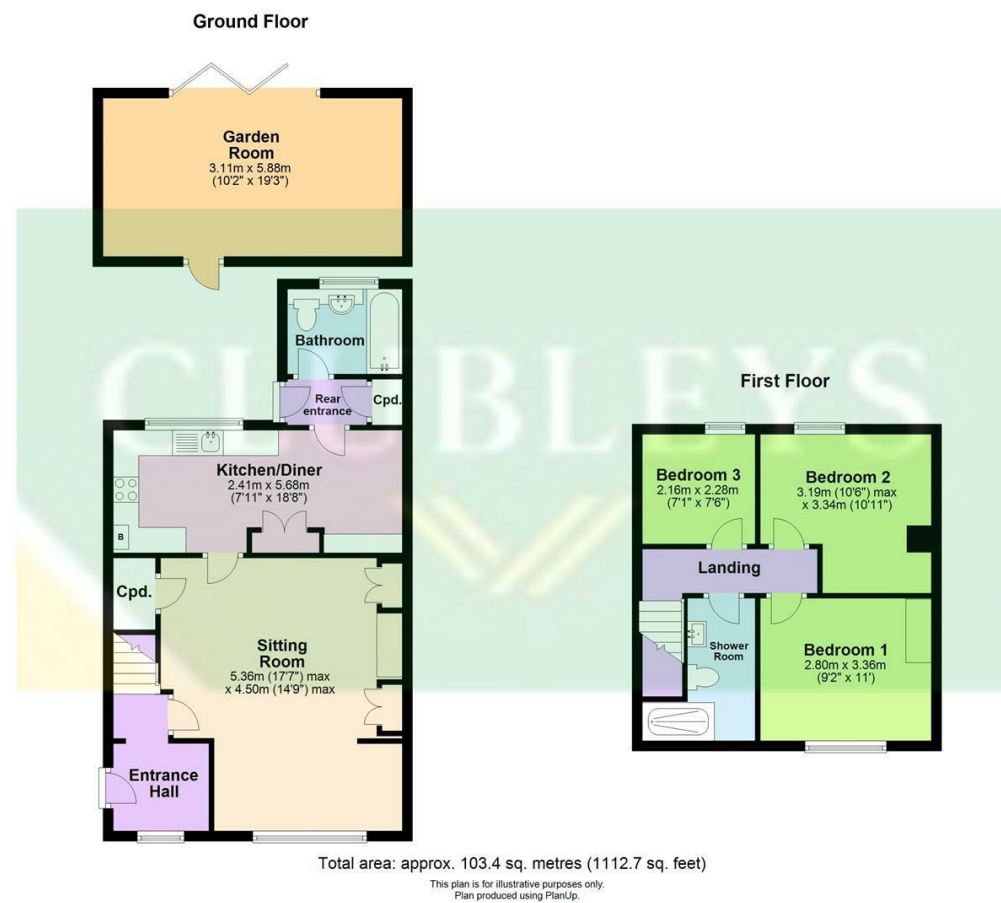 Ground Floor
Garden
Room
3.11m x 5.88m
(10'2" x 19'3")
Bathroom
Rear
entrance
Cpd.
Kitchen/Diner
2.41m x 5.68m
(7'11" x 18'8")
B
Cpd.
Sitting
Room
5.36m (17'7") max
x 4.50m (14'9") max
Entrance
Hall
CLUBLEYS
First Floor
Bedroom 3
2.16m x 2.28m
(7'1" x 7'6")
Bedroom 2
3.19m (10'6") max
x 3.34m (10'11")
Landing
Shower
Room
Bedroom 1
2.80m x 3.36m
(9'2" x 11')
Total area: approx. 103.4 sq. metres (1112.7 sq. feet)
This plan is for illustrative purposes only.
Plan produced using PlanUp.